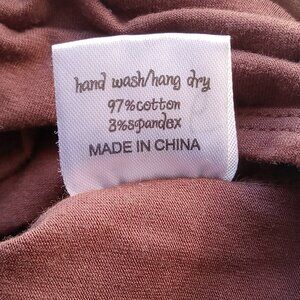 hand wash/hang dry
97%cotton
3%spandex
MADE IN CHINA